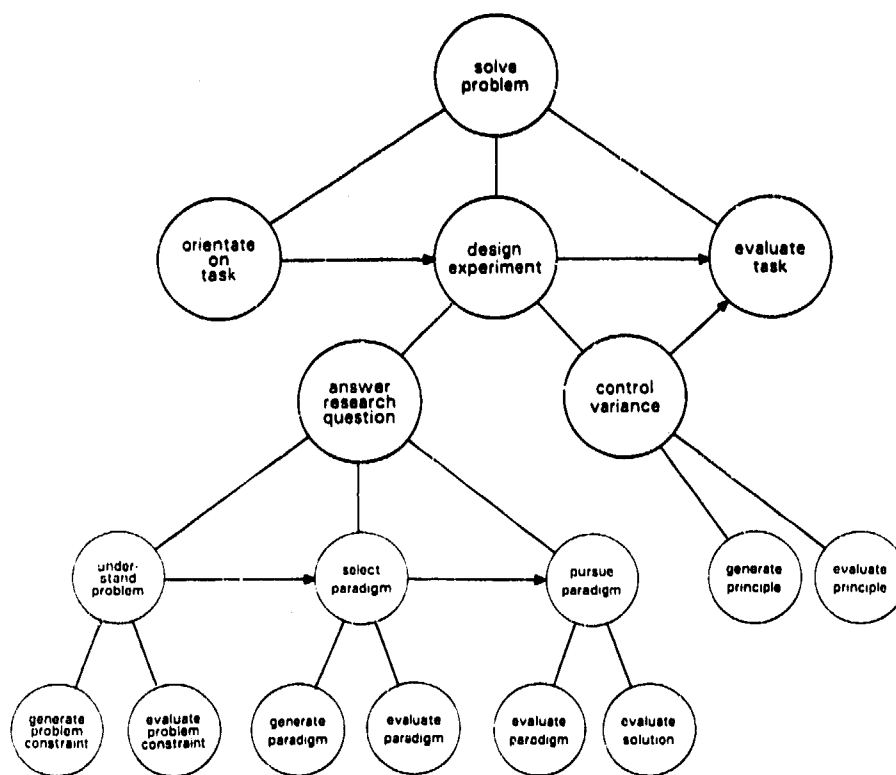 solve
problem
orientate
on
task
design
experiment
evaluate
task
answer
research
question
control
variance
under-
stand
problem
select
paradigm
pursue
paradigm
generate
principle
evaluate
principle
generate
problem
constraint
evaluate
problem
constraint
generate
paradigm
evaluate
paradigm
evaluate
paradigm
evaluate
solution